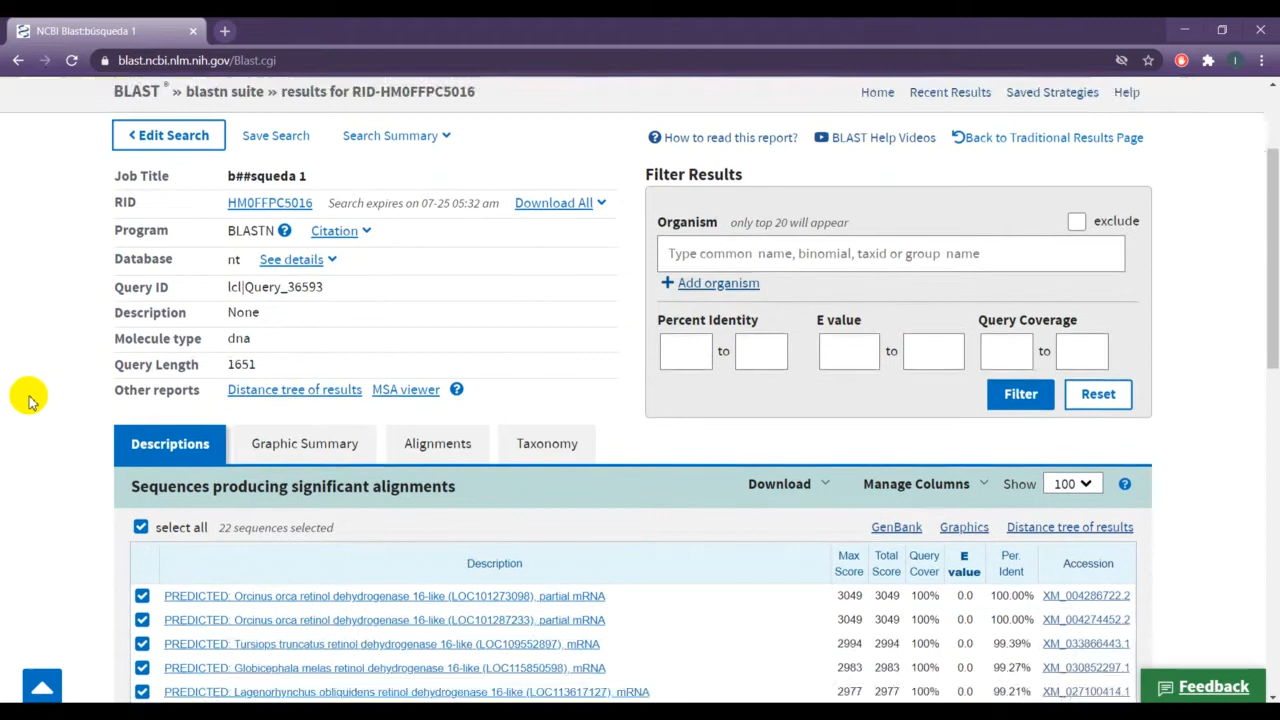 NCBI Blast:búsqueda 1
blast.ncbi.nlm.nih.gov/Blast.cgi
BLAST ® » blastn suite » results for RID-HM0FFPC5016
Home Recent Results Saved Strategies Help
< Edit Search Save Search Search Summary
How to read this report? BLAST Help Videos Back to Traditional Results Page
Job Title b##squeda 1
RID HM0FFPC5016 Search expires on 07-25 05:32 am Download All
Program BLASTN ? Citation
Database nt See details
Query ID lcl|Query_36593
Description None
Molecule type dna
Query Length 1651
Other reports Distance tree of results MSA viewer ?
Filter Results
Organism only top 20 will appear exclude
Type common name, binomial, taxid or group name
+ Add organism
Percent Identity E value Query Coverage
to to to
Filter Reset
Descriptions Graphic Summary Alignments Taxonomy
Sequences producing significant alignments Download Manage Columns Show 100 ?
select all 22 sequences selected GenBank Graphics Distance tree of results
Description Max Score Total Score Query Cover E value Per. Ident Accession
PREDICTED: Orcinus orca retinol dehydrogenase 16-like (LOC101273098), partial mRNA 3049 3049 100% 0.0 100.00% XM_004286722.2
PREDICTED: Orcinus orca retinol dehydrogenase 16-like (LOC101287233), partial mRNA 3049 3049 100% 0.0 100.00% XM_004274452.2
PREDICTED: Tursiops truncatus retinol dehydrogenase 16-like (LOC109552897), mRNA 2994 2994 100% 0.0 99.39% XM_033866443.1
PREDICTED: Globicephala melas retinol dehydrogenase 16-like (LOC115850598), mRNA 2983 2983 100% 0.0 99.27% XM_030852297.1
PREDICTED: Lagenorhynchus obliquidens retinol dehydrogenase 16-like (LOC113617127), mRNA 2977 2977 100% 0.0 99.21% XM_027100414.1
Feedback